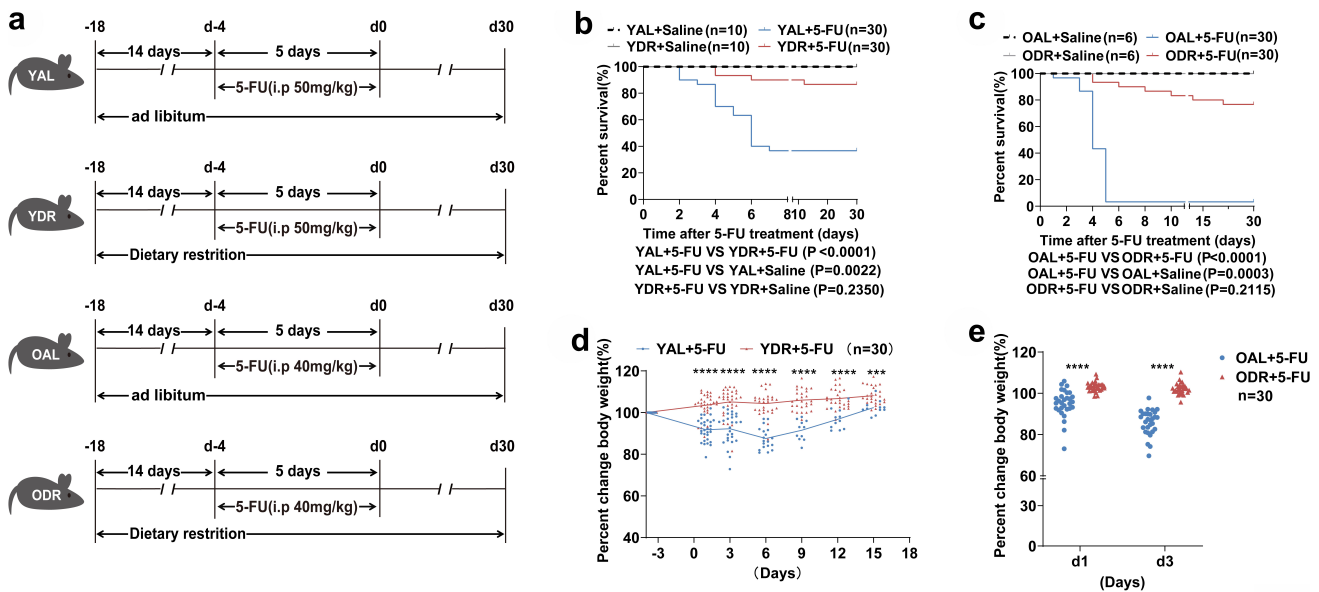 a
-18 d-4 d0 d30
14 days 5 days
YAL
5-FU(i.p 50mg/kg)
ad libitum
-18 d-4 d0 d30
14 days 5 days
YDR
5-FU(i.p 50mg/kg)
Dietary restrition
-18 d-4 d0 d30
14 days 5 days
OAL
5-FU(i.p 40mg/kg)
ad libitum
-18 d-4 d0 d30
14 days 5 days
ODR
5-FU(i.p 40mg/kg)
Dietary restrition
b
YAL+Saline(n=10) YAL+5-FU(n=30)
YDR+Saline(n=10) YDR+5-FU(n=30)
Percent survival(%)
100
80
60
40
20
0
0 2 4 6 8 10 20 30
Time after 5-FU treatment (days)
YAL+5-FU VS YDR+5-FU (P<0.0001)
YAL+5-FU VS YAL+Saline (P=0.0022)
YDR+5-FU VS YDR+Saline (P=0.2350)
c
OAL+Saline(n=6) OAL+5-FU(n=30)
ODR+Saline(n=6) ODR+5-FU(n=30)
Percent survival(%)
100
80
60
40
20
0
0 2 4 6 8 10 15 30
Time after 5-FU treatment (days)
OAL+5-FU VS ODR+5-FU (P<0.0001)
OAL+5-FU VS OAL+Saline (P=0.0003)
ODR+5-FU VS ODR+Saline (P=0.2115)
d
YAL+5-FU YDR+5-FU （n=30）
Percent change body weight(%)
120
100
80
60
40
**** **** **** **** **** ***
-3 0 3 6 9 12 15 18
（Days）
e
OAL+5-FU
ODR+5-FU
n=30
Percent change body weight(%)
120
100
80
60
30
0
**** ****
d1 d3
(Days)